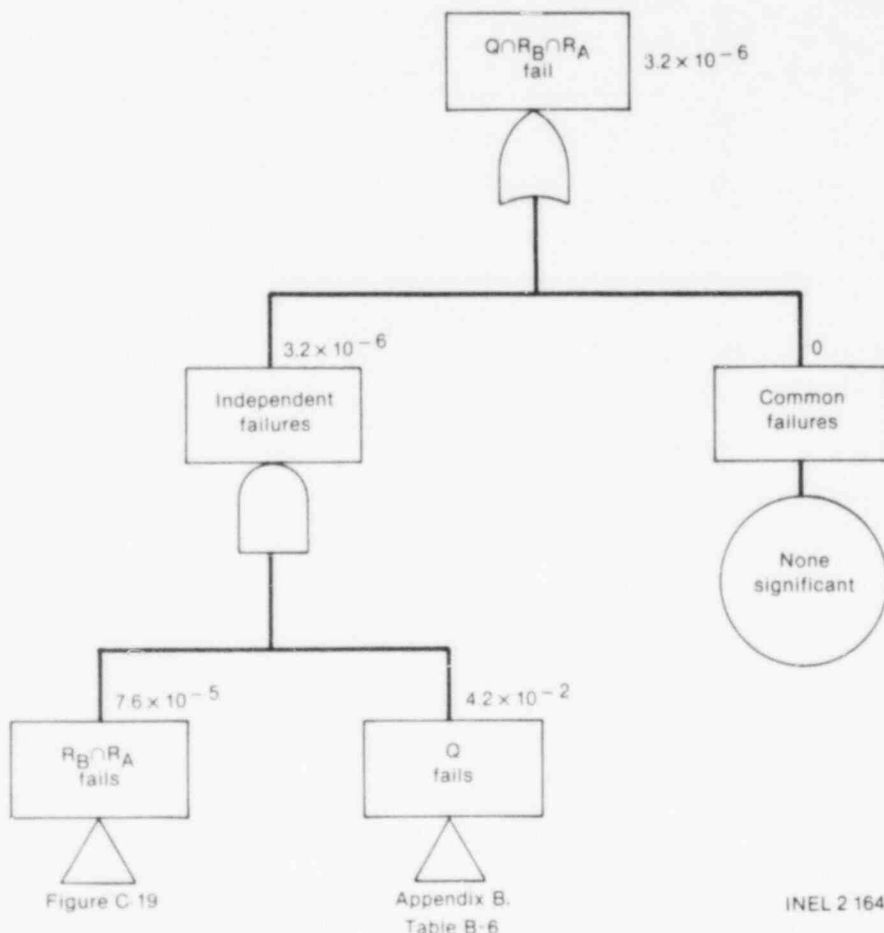 Q∩R_B∩R_A
fail
3.2 × 10⁻⁶
3.2 × 10⁻⁶
0
Independent
failures
Common
failures
None
significant
7.6 × 10⁻⁵
4.2 × 10⁻²
R_B∩R_A
fails
Q
fails
Figure C-19
Appendix B.
Table B-6
INEL 2 164